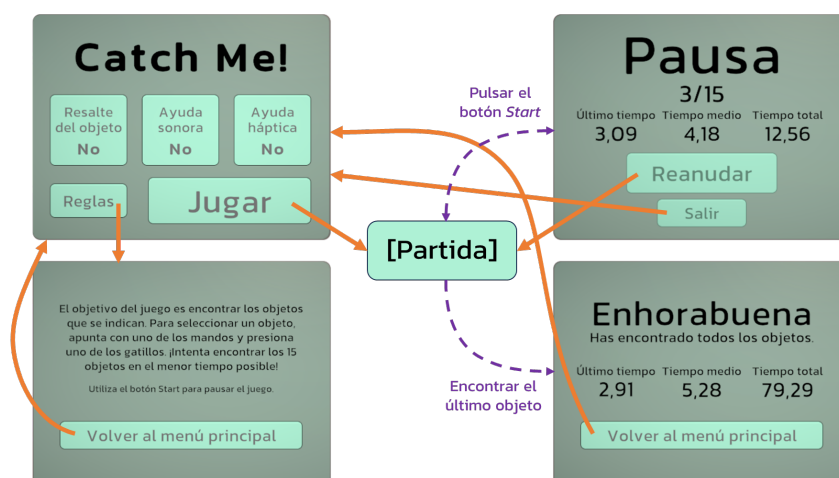 Catch Me!
Resalte
del objeto
No
Ayuda
sonora
No
Ayuda
háptica
No
Reglas
Jugar
Pulsar el
botón Start
Pausa
3/15
Último tiempo Tiempo medio Tiempo total
3,09 4,18 12,56
Reanudar
Salir
[Partida]
El objetivo del juego es encontrar los objetos
que se indican. Para seleccionar un objeto,
apunta con uno de los mandos y presiona
uno de los gatillos. ¡Intenta encontrar los 15
objetos en el menor tiempo posible!
Utiliza el botón Start para pausar el juego.
Volver al menú principal
Encontrar el
último objeto
Enhorabuena
Has encontrado todos los objetos.
Último tiempo Tiempo medio Tiempo total
2,91 5,28 79,29
Volver al menú principal